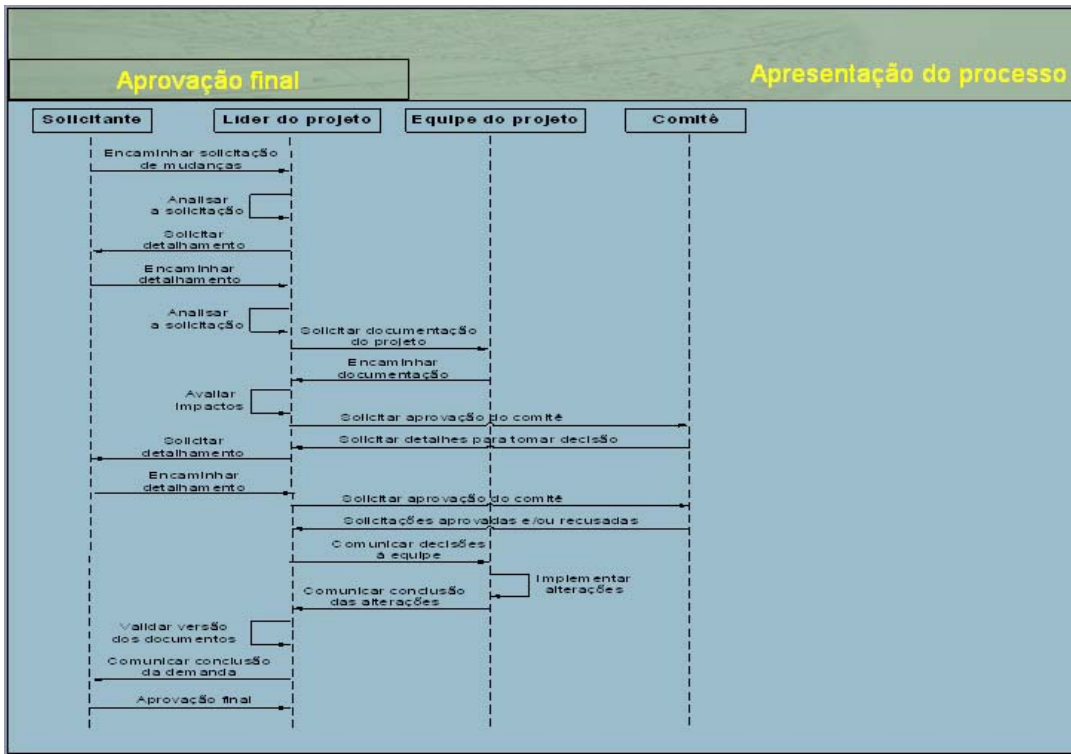 Aprovação final
Apresentação do processo
Solicitante
Líder do projeto
Equipe do projeto
Comitê
Encaminhar solicitação
de mudanças
Analisar
a solicitação
Solicitar
detalhamento
Encaminhar
detalhamento
Analisar
a solicitação
Solicitar documentação
do projeto
Encaminhar
documentação
Avaliar
impactos
Solicitar aprovação do comitê
Solicitar detalhes para tomar decisão
Solicitar
detalhamento
Encaminhar
detalhamento
Solicitar aprovação do comitê
Solicitações aprovadas e/ou recusadas
Comunicar decisões
à equipe
Implementar
alterações
Comunicar conclusão
das alterações
Validar versão
dos documentos
Comunicar conclusão
da demanda
Aprovação final